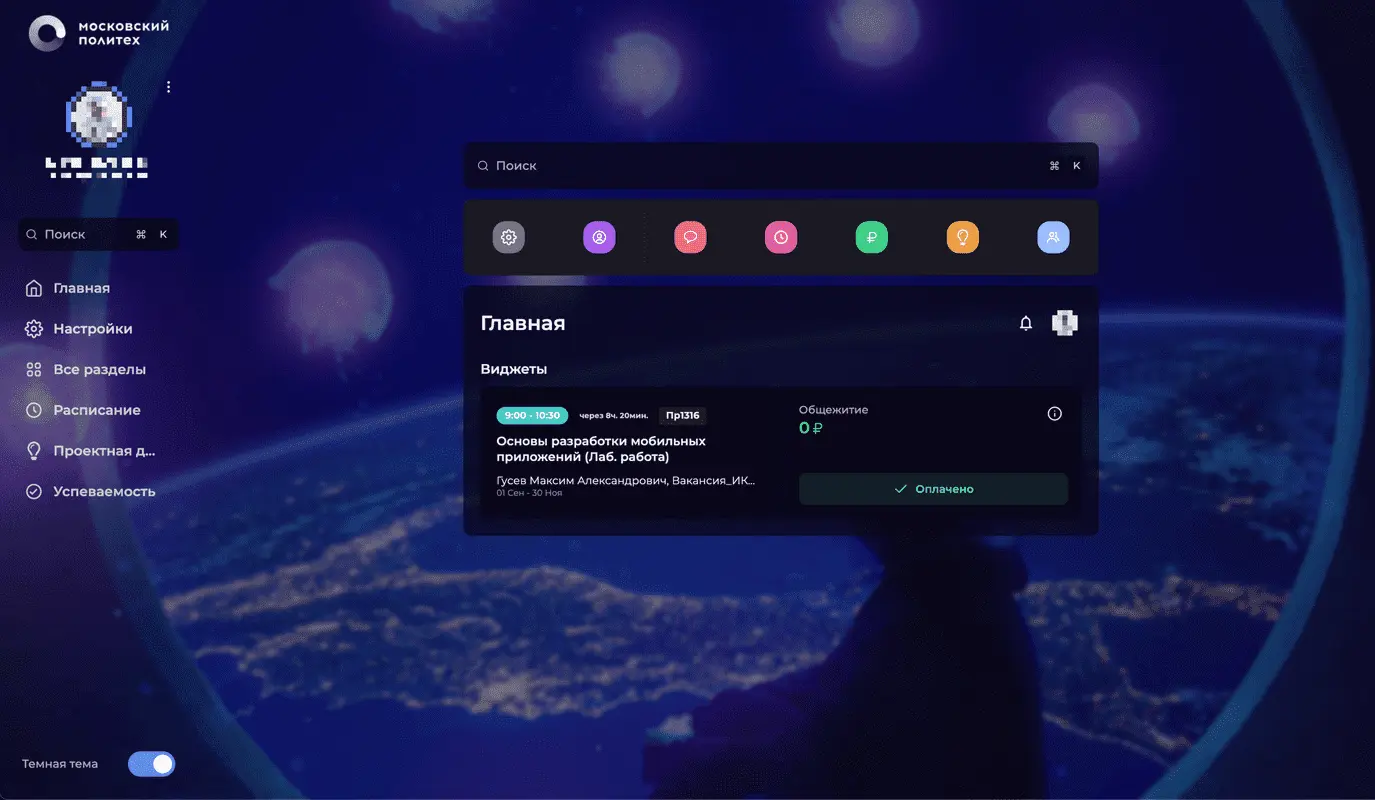 московский
политех
Поиск ⌘ K
Главная
Настройки
Все разделы
Расписание
Проектная д...
Успеваемость
Темная тема
Поиск ⌘ K
Главная
Виджеты
9:00 - 10:30 через 8ч. 20мин. Пр1316
Основы разработки мобильных
приложений (Лаб. работа)
Гусев Максим Александрович, Вакансия_ИК...
01 Сен - 30 Ноя
Общежитие
0 ₽
Оплачено